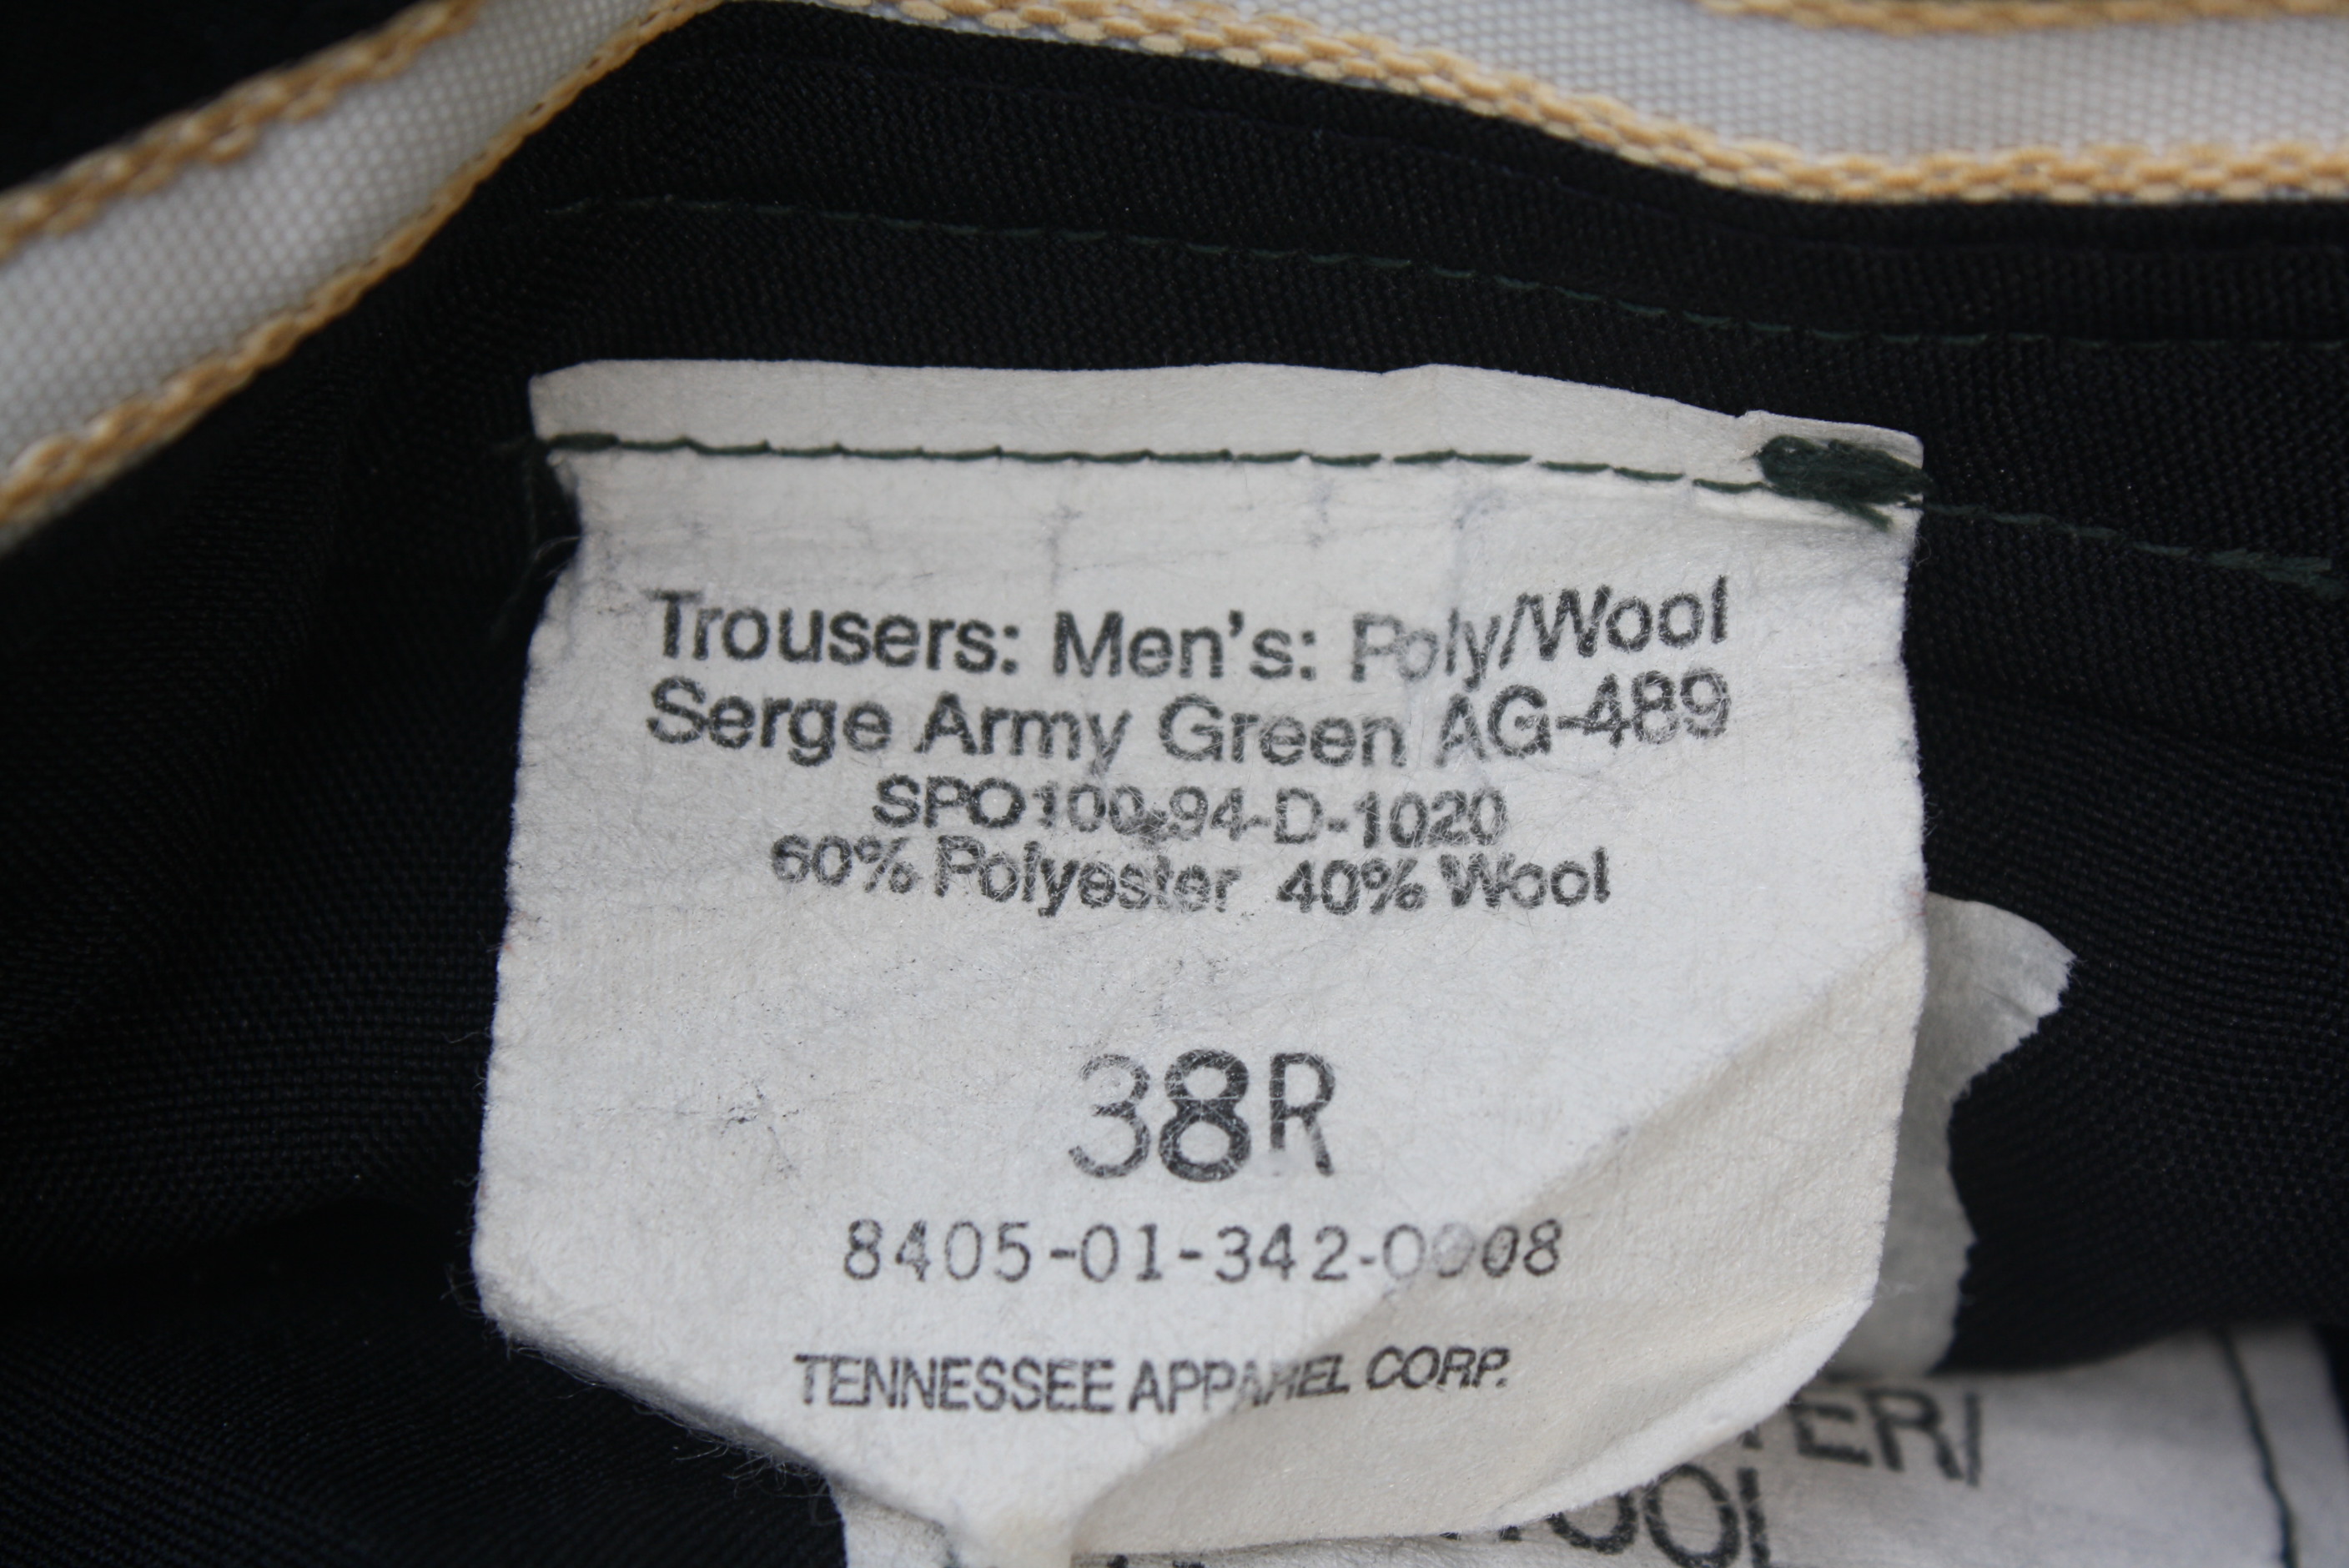 Trousers: Men's: Poly/Wool
Serge Army Green AG-489
SPO100-94-D-1020
60% Polyester 40% Wool
38R
8405-01-342-0908
TENNESSEE APPAREL CORP.